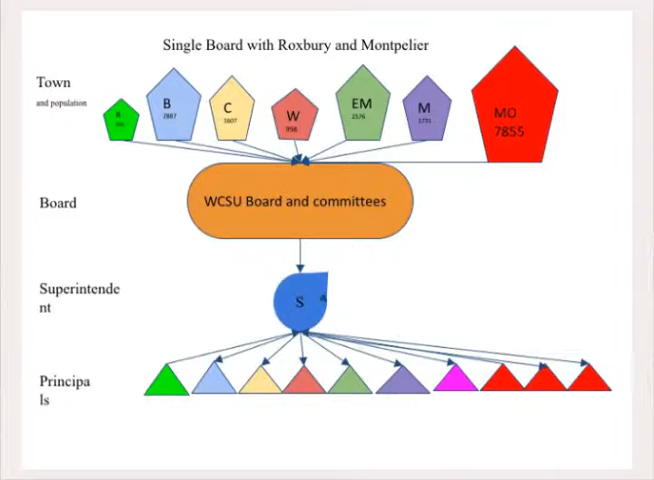 Single Board with Roxbury and Montpelier
Town
and population
R
B
2887
C
1607
W
958
EM
2576
M
1731
MO
7855
Board
WCSU Board and committees
Superintende
nt
S
Principa
ls